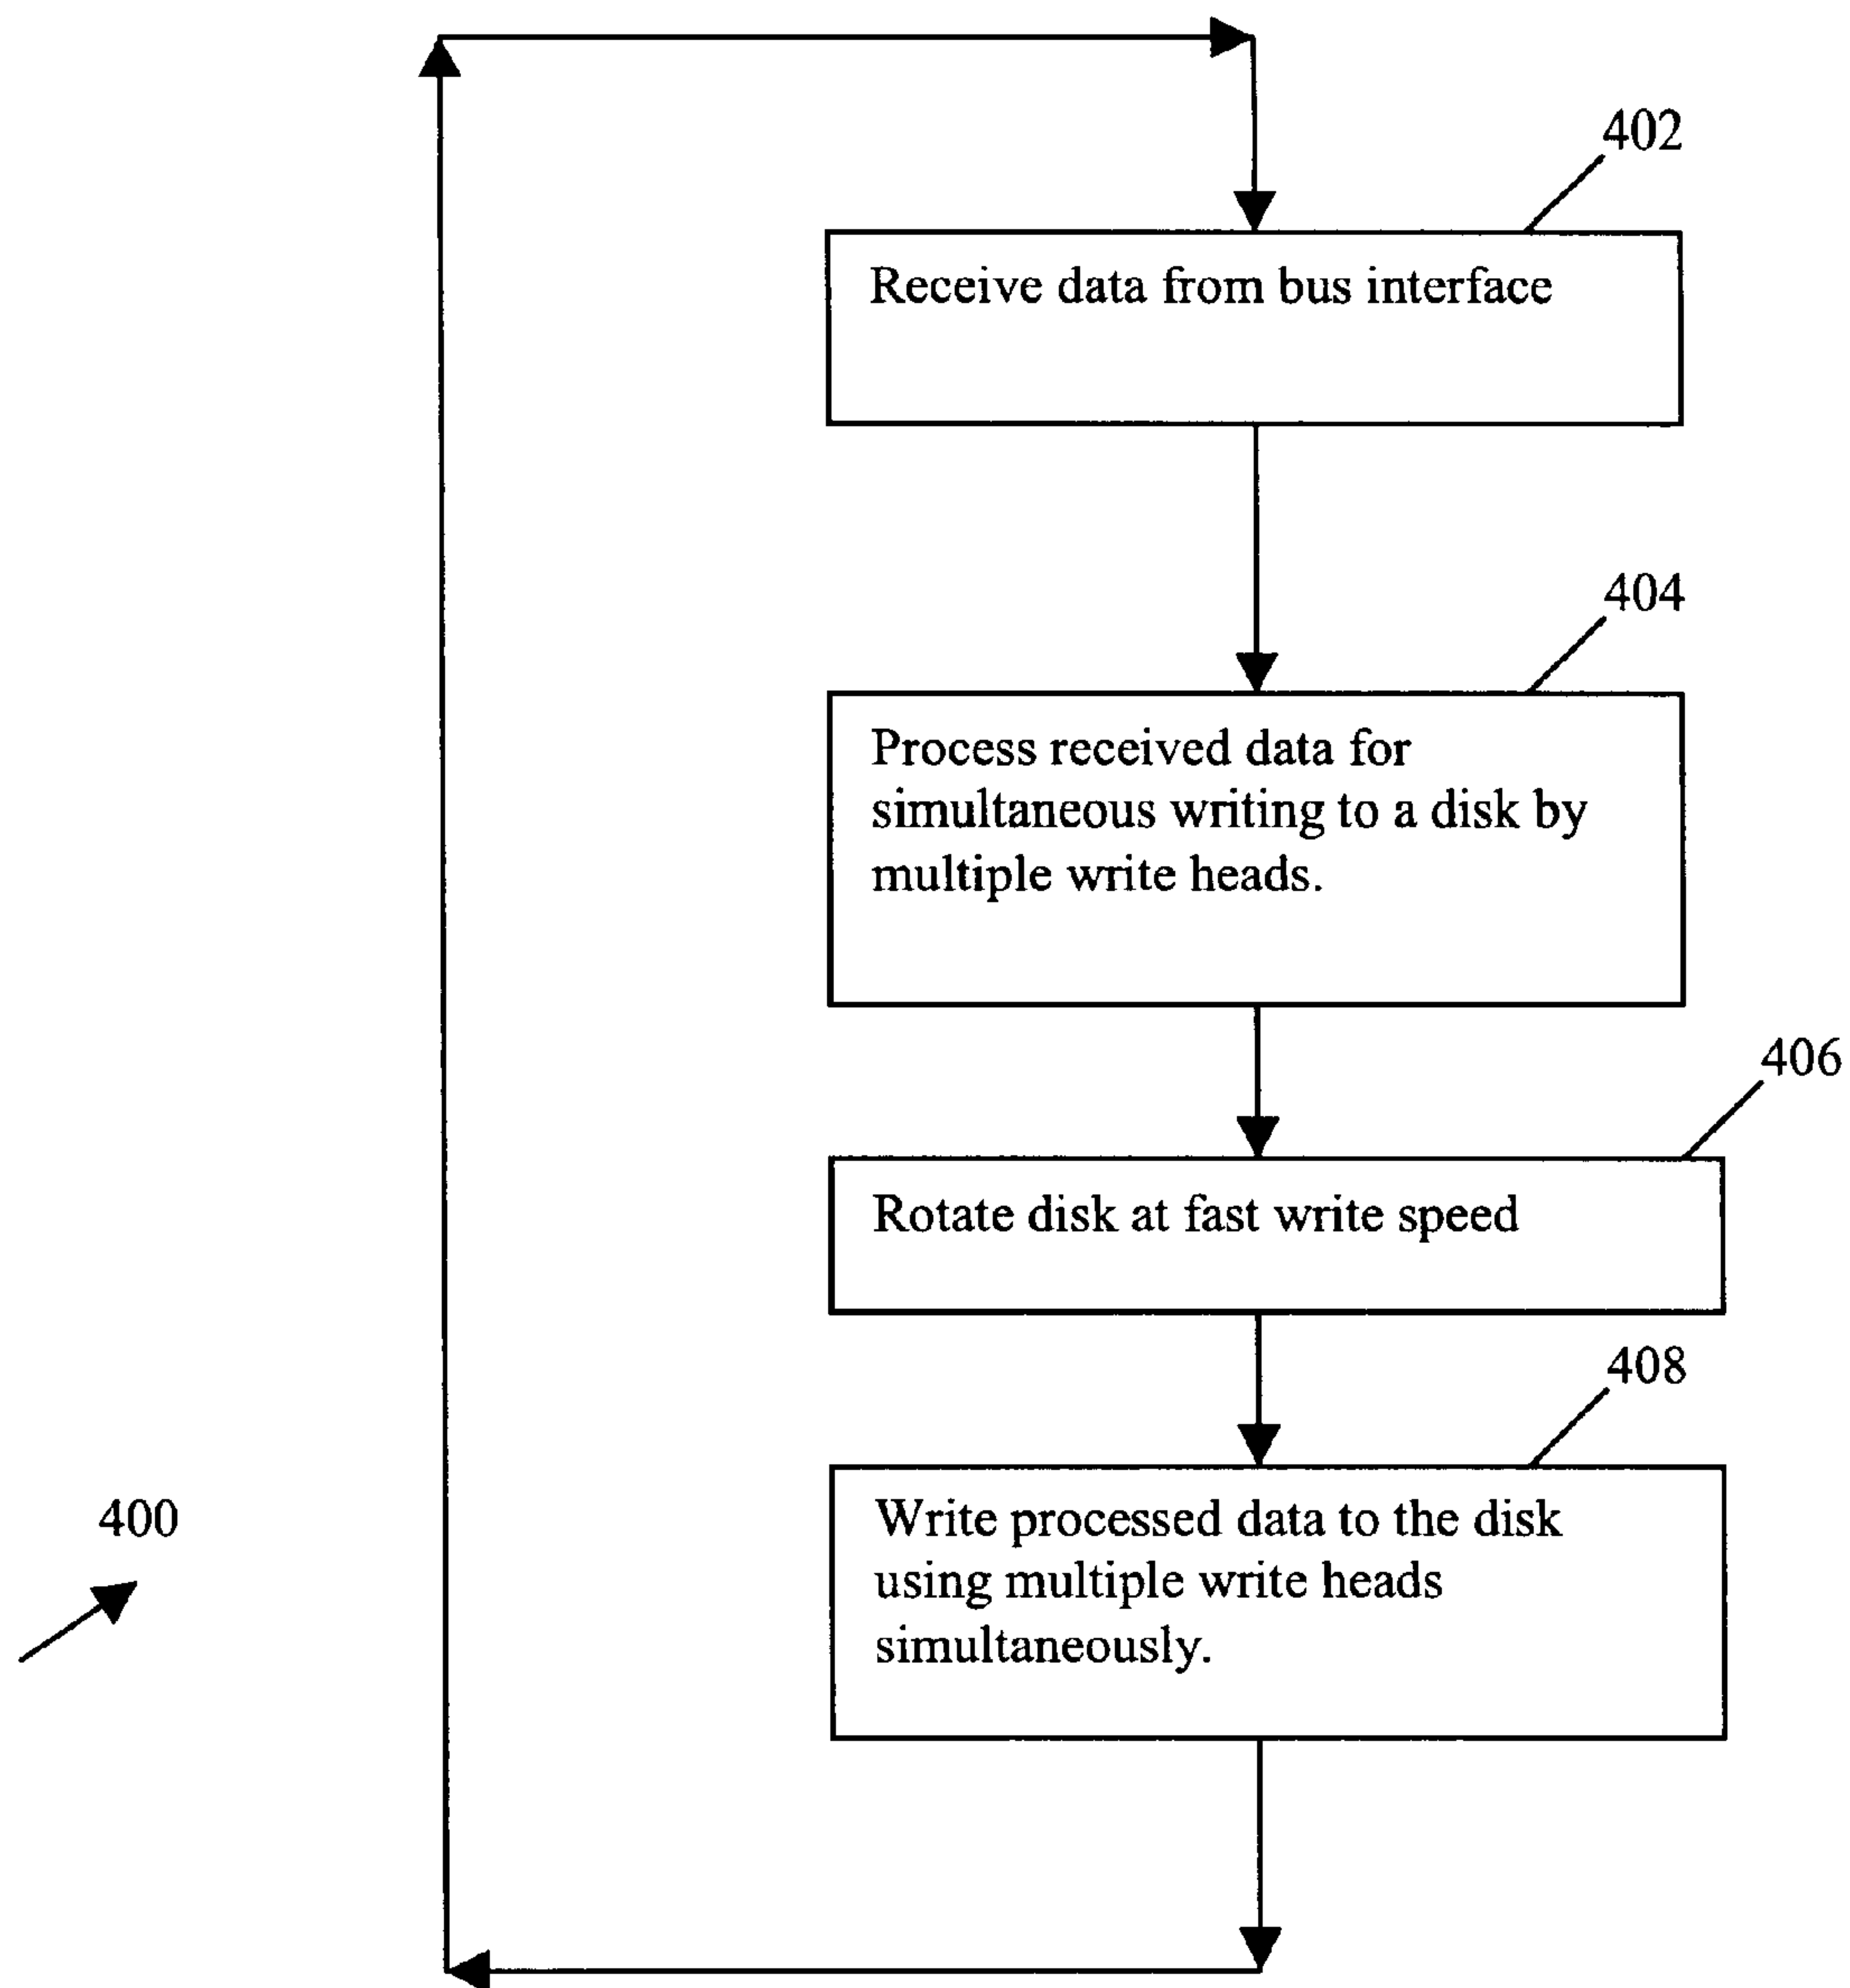 402
Receive data from bus interface
404
Process received data for
simultaneous writing to a disk by
multiple write heads.
406
Rotate disk at fast write speed
408
Write processed data to the disk
using multiple write heads
simultaneously.
400